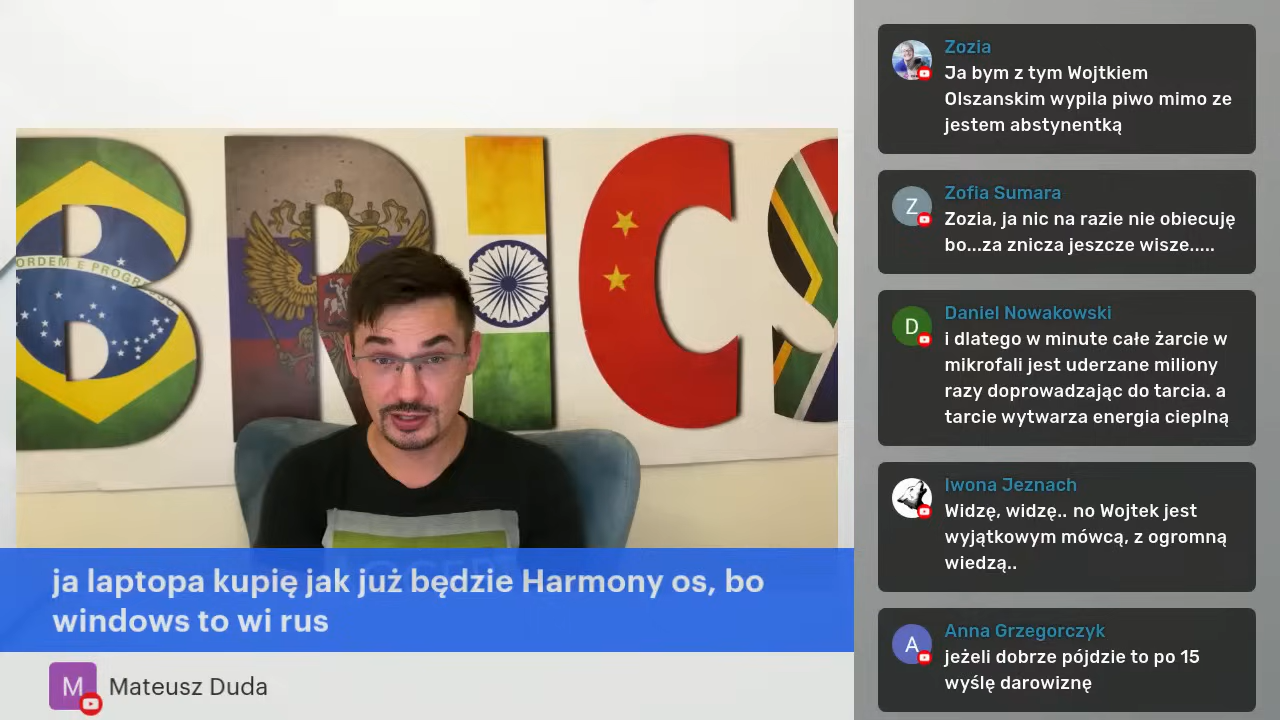 BRICS
ORDEM E PROGRESSO
ja laptopa kupię jak już będzie Harmony os, bo
windows to wi rus
M
Mateusz Duda
Zozia
Ja bym z tym Wojtkiem
Olszanskim wypila piwo mimo ze
jestem abstynentką
Z
Zofia Sumara
Zozia, ja nic na razie nie obiecuję
bo...za znicza jeszcze wisze.....
D
Daniel Nowakowski
i dlatego w minute całe żarcie w
mikrofali jest uderzane miliony
razy doprowadzając do tarcia. a
tarcie wytwarza energia cieplną
Iwona Jeznach
Widzę, widzę.. no Wojtek jest
wyjątkowym mówcą, z ogromną
wiedzą..
A
Anna Grzegorczyk
jeżeli dobrze pójdzie to po 15
wyślę darowiznę